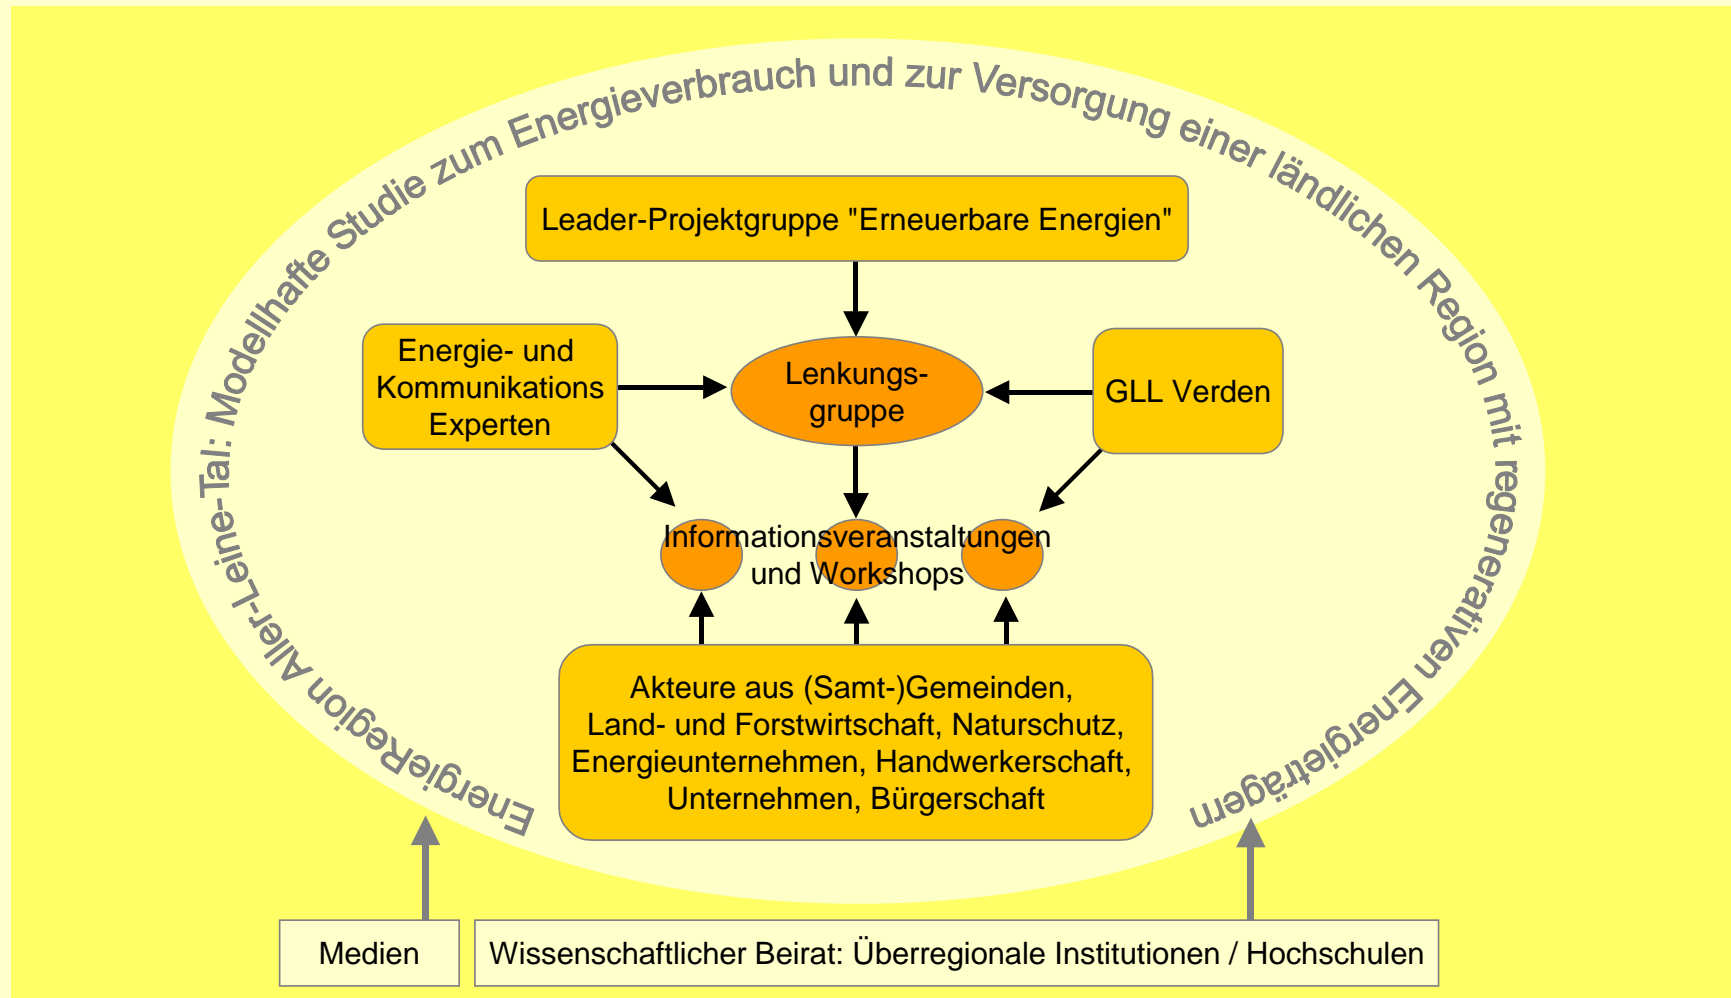 EnergieRegion Aller-Leine-Tal: Modellhafte Studie zum Energieverbrauch und zur Versorgung einer ländlichen Region mit regenerativen Energieträgern
Leader-Projektgruppe "Erneuerbare Energien"
Energie- und
Kommunikations
Experten
Lenkungs-
gruppe
GLL Verden
Informationsveranstaltungen
und Workshops
Akteure aus (Samt-)Gemeinden,
Land- und Forstwirtschaft, Naturschutz,
Energieunternehmen, Handwerkerschaft,
Unternehmen, Bürgerschaft
Medien
Wissenschaftlicher Beirat: Überregionale Institutionen / Hochschulen